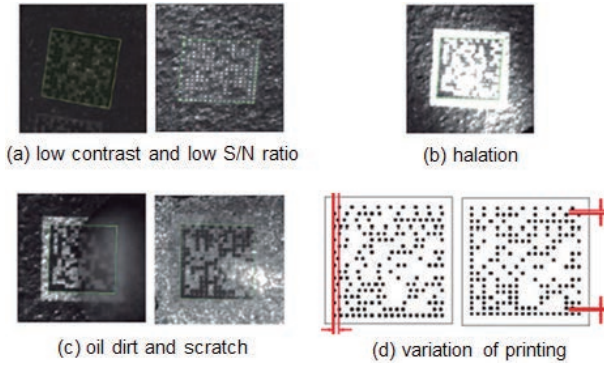 (a) low contrast and low S/N ratio
(b) halation
(c) oil dirt and scratch
(d) variation of printing